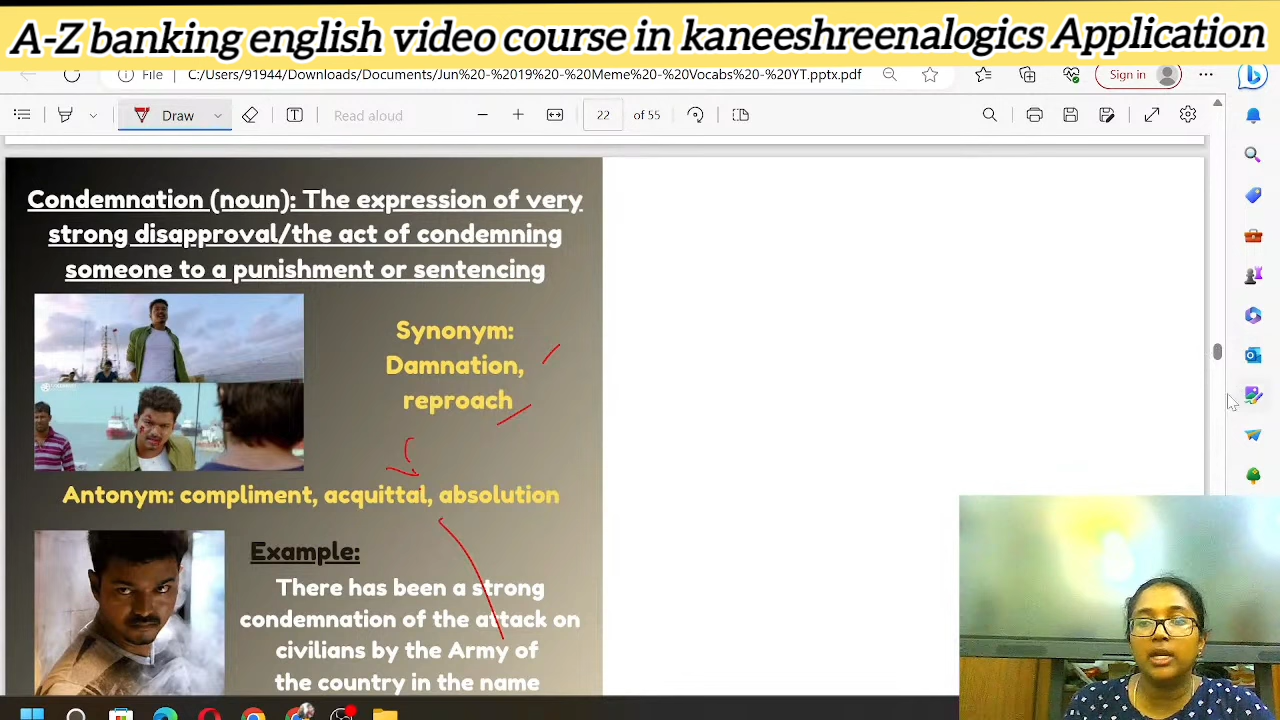 A-Z banking english video course in kaneeshreenalogics Application
File C:/Users/91944/Downloads/Documents/Jun%20-%2019%20-%20Meme%20-%20Vocabs%20-%20YT.pptx.pdf Sign in
Draw Read aloud 22 of 55
Condemnation (noun): The expression of very
strong disapproval/the act of condemning
someone to a punishment or sentencing
Synonym:
Damnation,
reproach
Antonym: compliment, acquittal, absolution
Example:
There has been a strong
condemnation of the attack on
civilians by the Army of
the country in the name